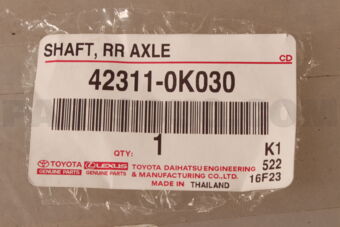 SHAFT, RR AXLE
CD
42311-0K030
1
QTY:
K1
TOYOTA
GENUINE PARTS
LEXUS
GENUINE PARTS
TOYOTA DAIHATSU ENGINEERING
& MANUFACTURING CO.,LTD.
522
MADE IN THAILAND
16F23